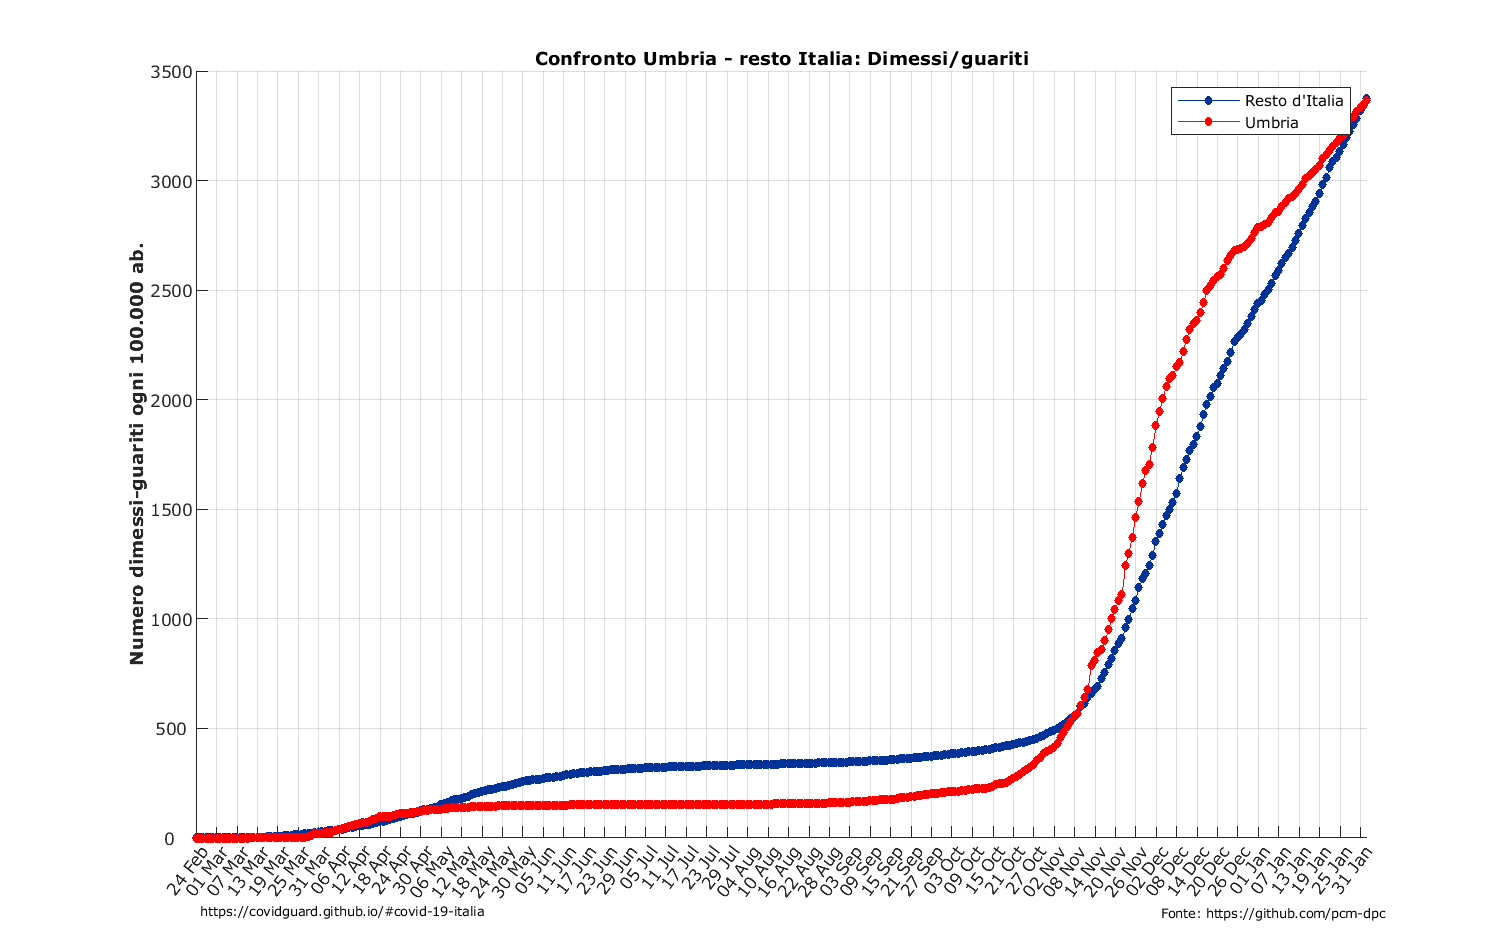 Confronto Umbria - resto Italia: Dimessi/guariti
Numero dimessi-guariti ogni 100.000 ab.
3500
3000
2500
2000
1500
1000
500
0
Resto d'Italia
Umbria
24 Feb
01 Mar
07 Mar
13 Mar
19 Mar
25 Mar
31 Mar
06 Apr
12 Apr
18 Apr
24 Apr
30 Apr
06 May
12 May
18 May
24 May
30 May
05 Jun
11 Jun
17 Jun
23 Jun
29 Jun
05 Jul
11 Jul
17 Jul
23 Jul
29 Jul
04 Aug
10 Aug
16 Aug
22 Aug
28 Aug
03 Sep
09 Sep
15 Sep
21 Sep
27 Sep
03 Oct
09 Oct
15 Oct
21 Oct
27 Oct
02 Nov
08 Nov
14 Nov
20 Nov
26 Nov
02 Dec
08 Dec
14 Dec
20 Dec
26 Dec
01 Jan
07 Jan
13 Jan
19 Jan
25 Jan
31 Jan
https://covidguard.github.io/#covid-19-italia
Fonte: https://github.com/pcm-dpc